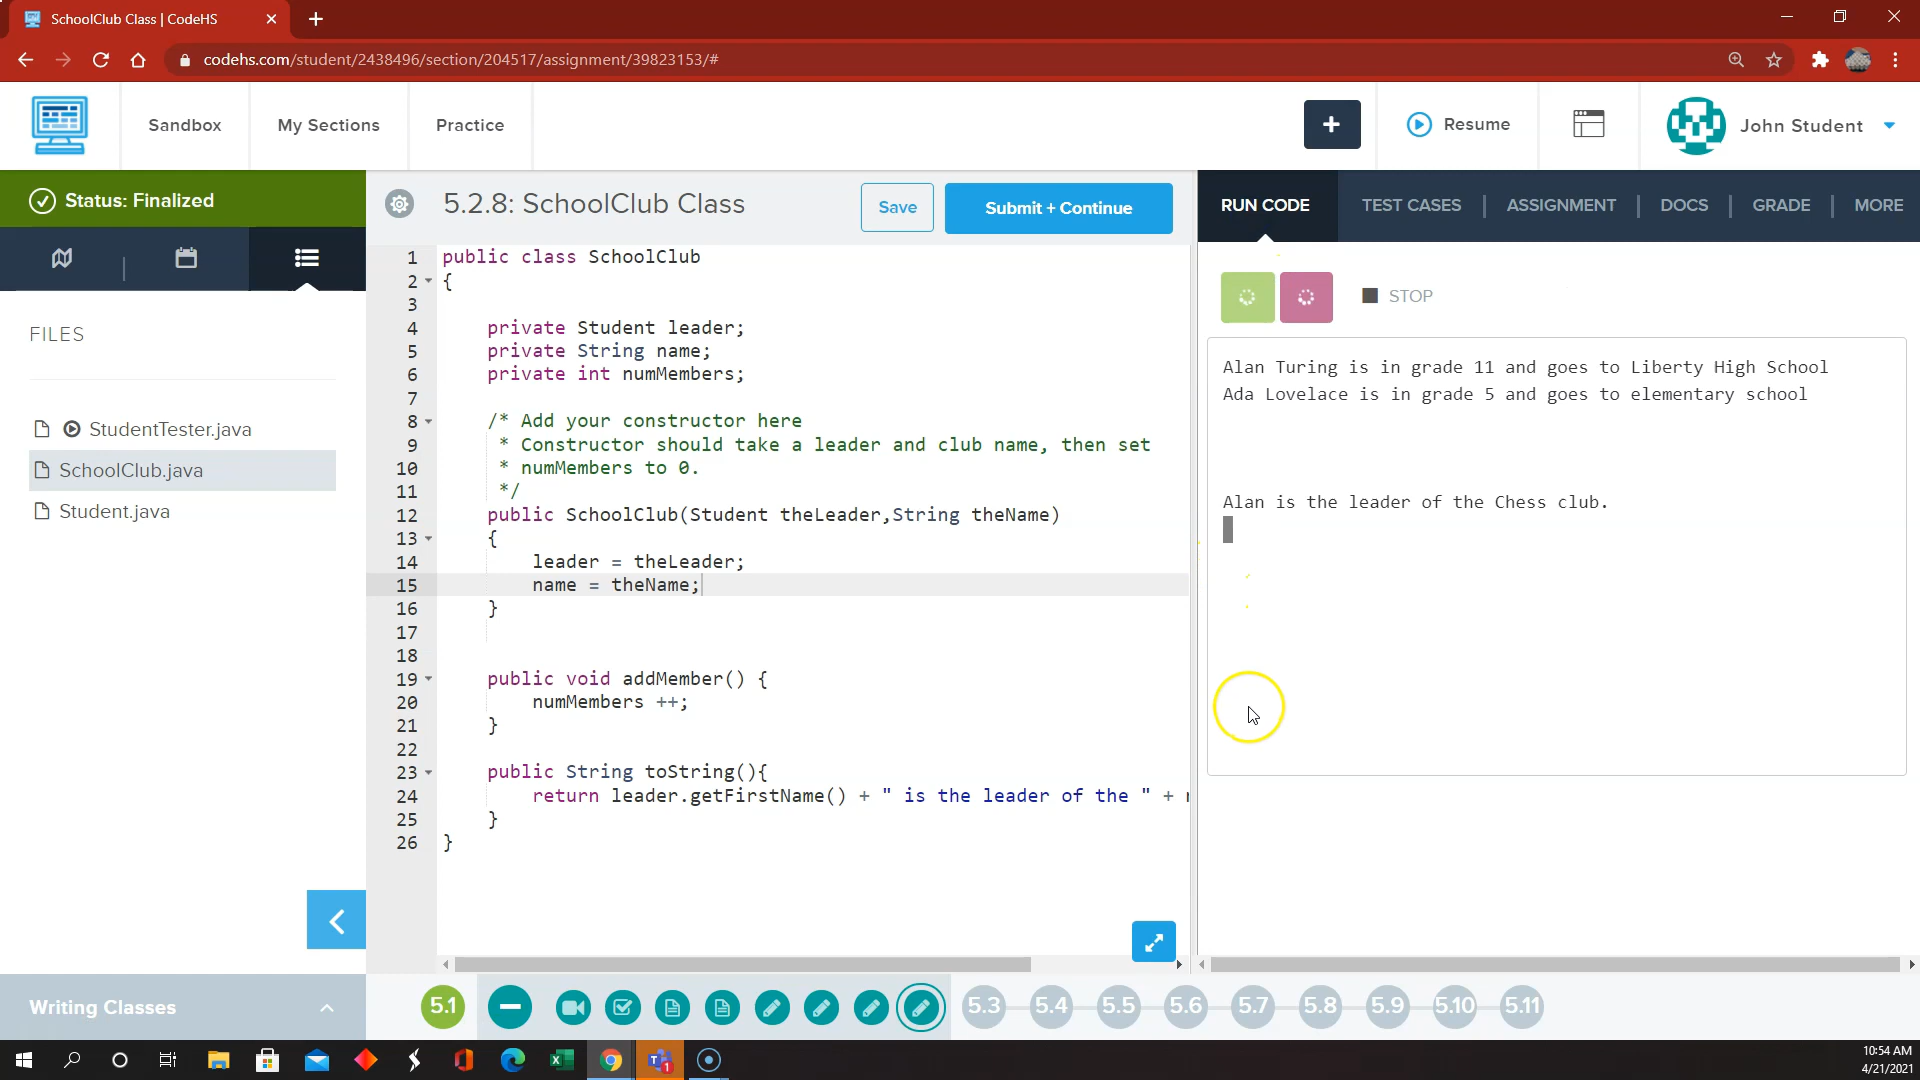 SchoolClub Class | CodeHS
codehs.com/student/2438496/section/204517/assignment/39823153/#
Sandbox
My Sections
Practice
+
Resume
John Student
Status: Finalized
5.2.8: SchoolClub Class
Save
Submit + Continue
RUN CODE
TEST CASES
ASSIGNMENT
DOCS
GRADE
MORE
FILES
StudentTester.java
SchoolClub.java
Student.java
1 public class SchoolClub
2 {
3
4 private Student leader;
5 private String name;
6 private int numMembers;
7
8 /* Add your constructor here
9 * Constructor should take a leader and club name, then set
10 * numMembers to 0.
11 */
12 public SchoolClub(Student theLeader,String theName)
13 {
14 leader = theLeader;
15 name = theName;
16 }
17
18
19 public void addMember() {
20 numMembers ++;
21 }
22
23 public String toString(){
24 return leader.getFirstName() + " is the leader of the " +
25 }
26 }
STOP
Alan Turing is in grade 11 and goes to Liberty High School
Ada Lovelace is in grade 5 and goes to elementary school
Alan is the leader of the Chess club.
Writing Classes
5.1
5.3
5.4
5.5
5.6
5.7
5.8
5.9
5.10
5.11
10:54 AM
4/21/2021